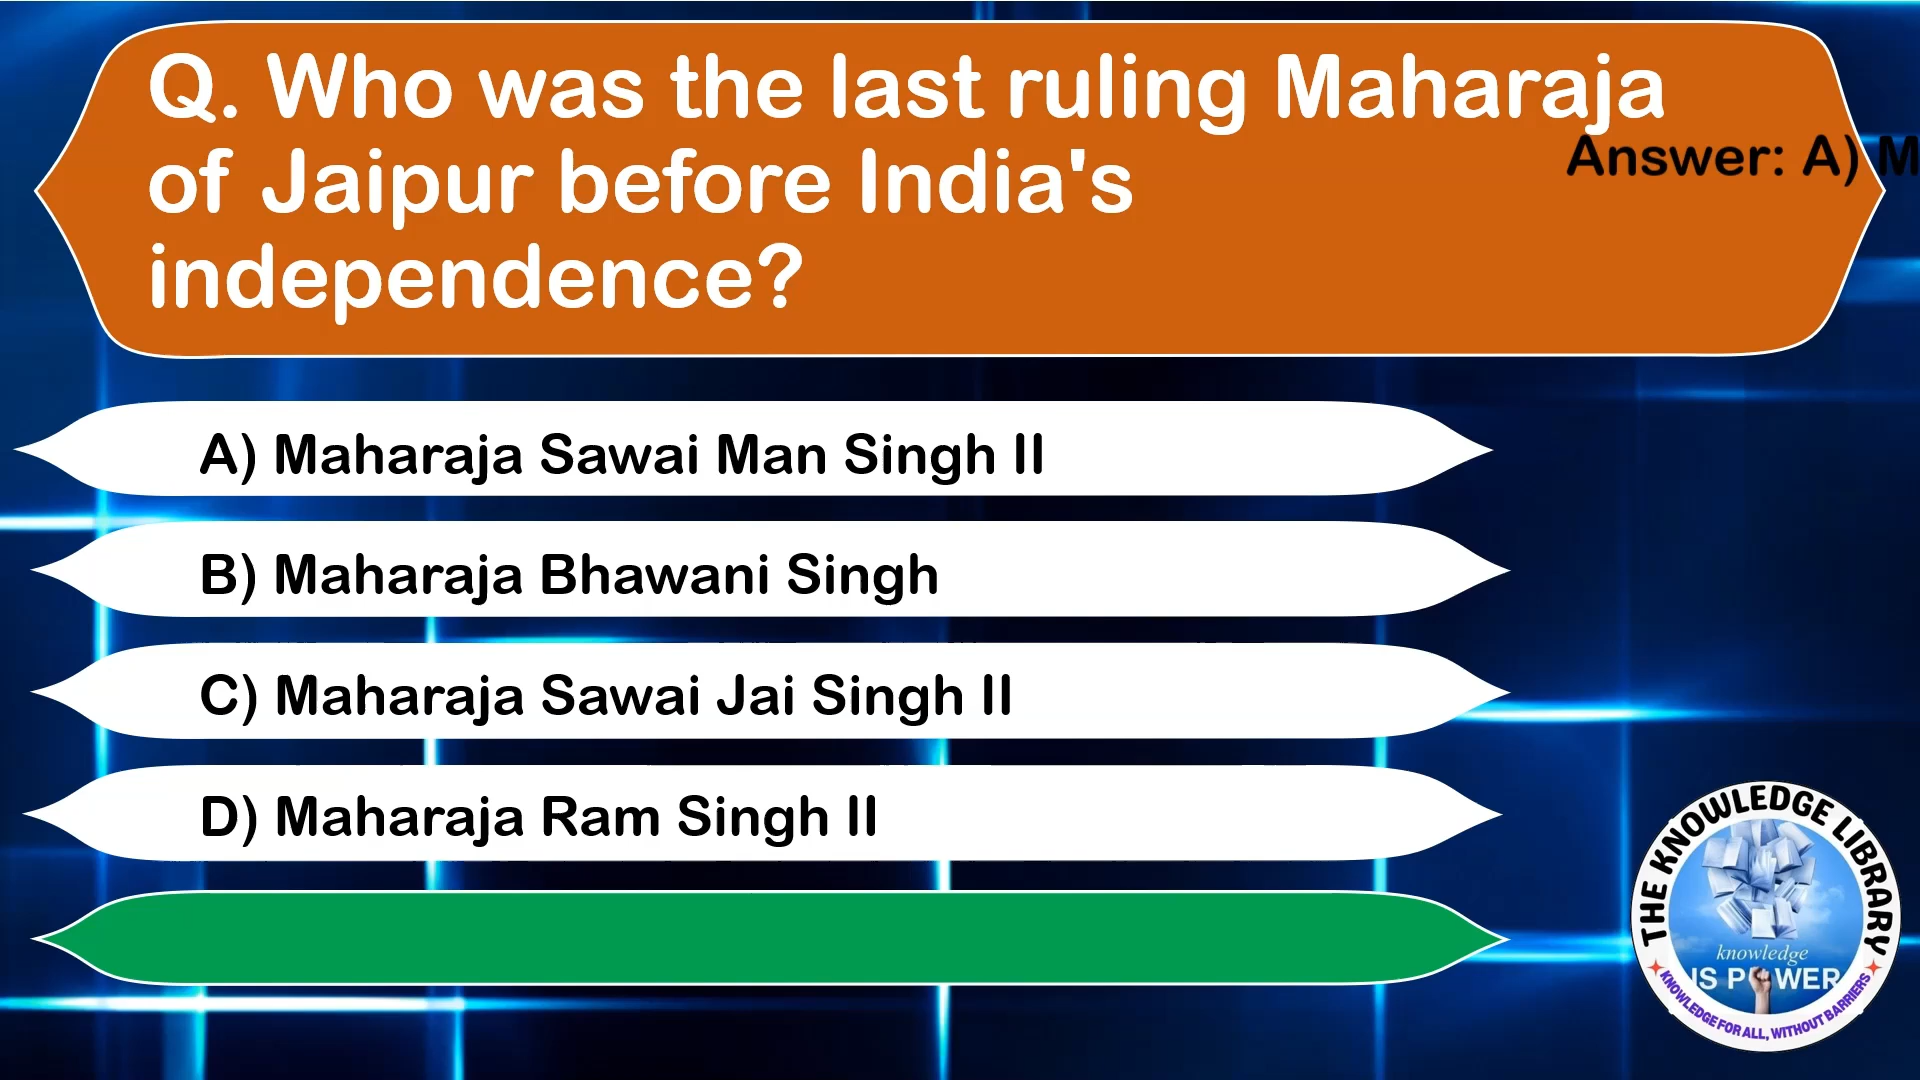 Q. Who was the last ruling Maharaja
of Jaipur before India's
independence?
Answer: A) M
A) Maharaja Sawai Man Singh II
B) Maharaja Bhawani Singh
C) Maharaja Sawai Jai Singh II
D) Maharaja Ram Singh II
THE KNOWLEDGE LIBRARY
knowledge
IS POWER
KNOWLEDGE FOR ALL, WITHOUT BARRIERS